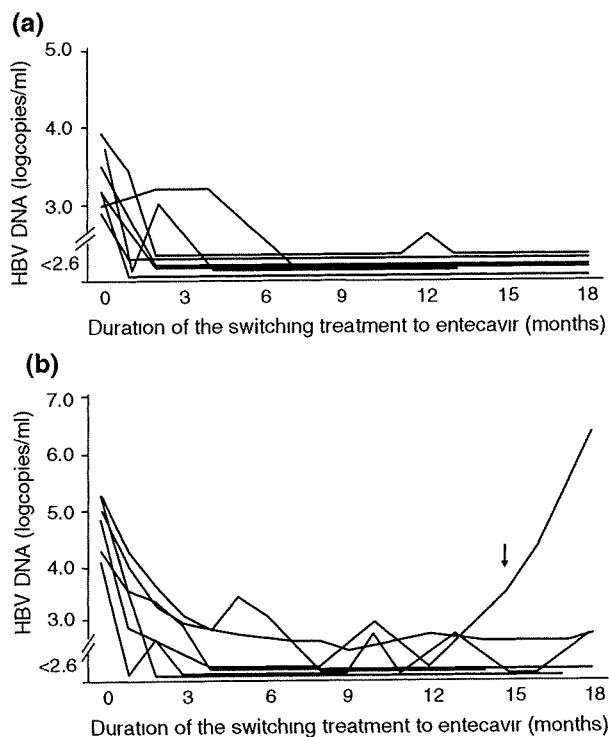 (a)
HBV DNA (logcopies/ml)
5.0
4.0
3.0
<2.6
0 3 6 9 12 15 18
Duration of the switching treatment to entecavir (months)
(b)
HBV DNA (logcopies/ml)
7.0
6.0
5.0
4.0
3.0
<2.6
0 3 6 9 12 15 18
Duration of the switching treatment to entecavir (months)